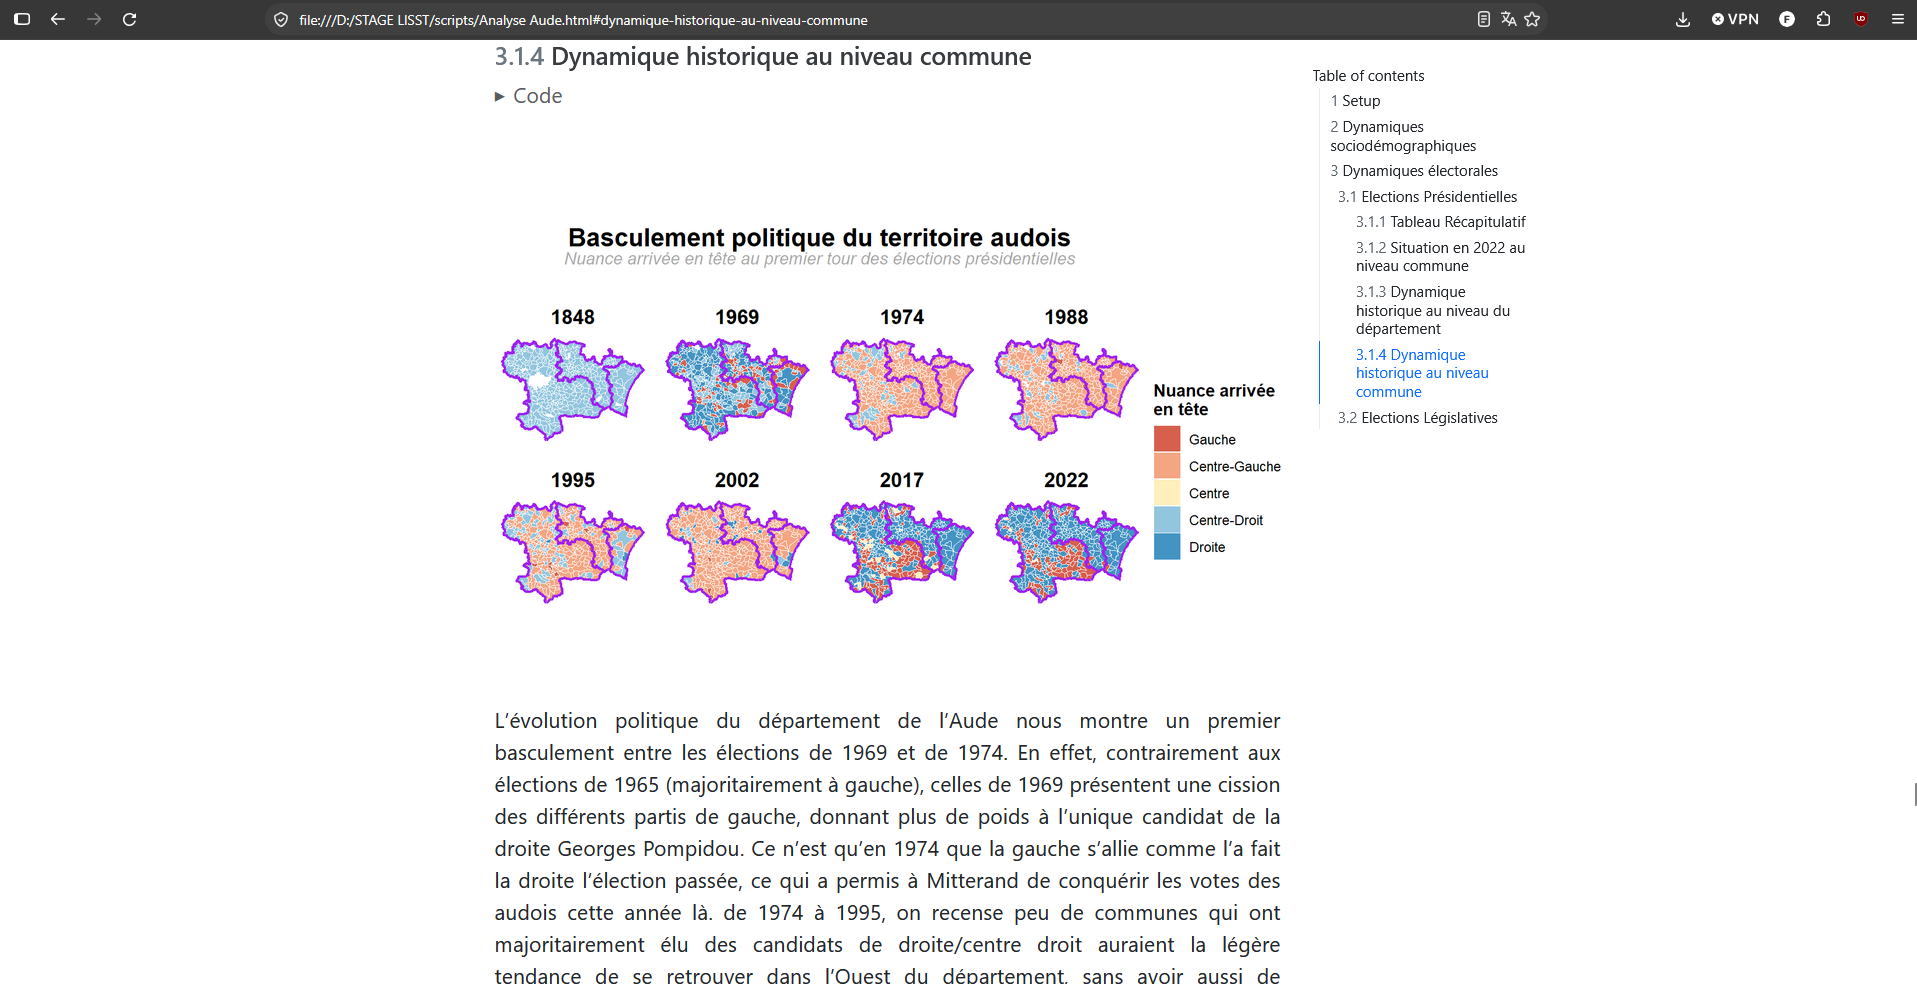 file:///D:/STAGE LISST/scripts/Analyse Aude.html#dynamique-historique-au-niveau-commune
VPN
F
3.1.4 Dynamique historique au niveau commune
Code
Basculement politique du territoire audois
Nuance arrivée en tête au premier tour des élections présidentielles
1848
1969
1974
1988
1995
2002
2017
2022
Nuance arrivée
en tête
Gauche
Centre-Gauche
Centre
Centre-Droit
Droite
L'évolution politique du département de l'Aude nous montre un premier
basculement entre les élections de 1969 et de 1974. En effet, contrairement aux
élections de 1965 (majoritairement à gauche), celles de 1969 présentent une cission
des différents partis de gauche, donnant plus de poids à l'unique candidat de la
droite Georges Pompidou. Ce n'est qu'en 1974 que la gauche s'allie comme l'a fait
la droite l'élection passée, ce qui a permis à Mitterand de conquérir les votes des
audois cette année là. de 1974 à 1995, on recense peu de communes qui ont
majoritairement élu des candidats de droite/centre droit auraient la légère
tendance de se retrouver dans l'Ouest du département, sans avoir aussi de
Table of contents
1 Setup
2 Dynamiques
sociodémographiques
3 Dynamiques électorales
3.1 Elections Présidentielles
3.1.1 Tableau Récapitulatif
3.1.2 Situation en 2022 au
niveau commune
3.1.3 Dynamique
historique au niveau du
département
3.1.4 Dynamique
historique au niveau
commune
3.2 Elections Législatives